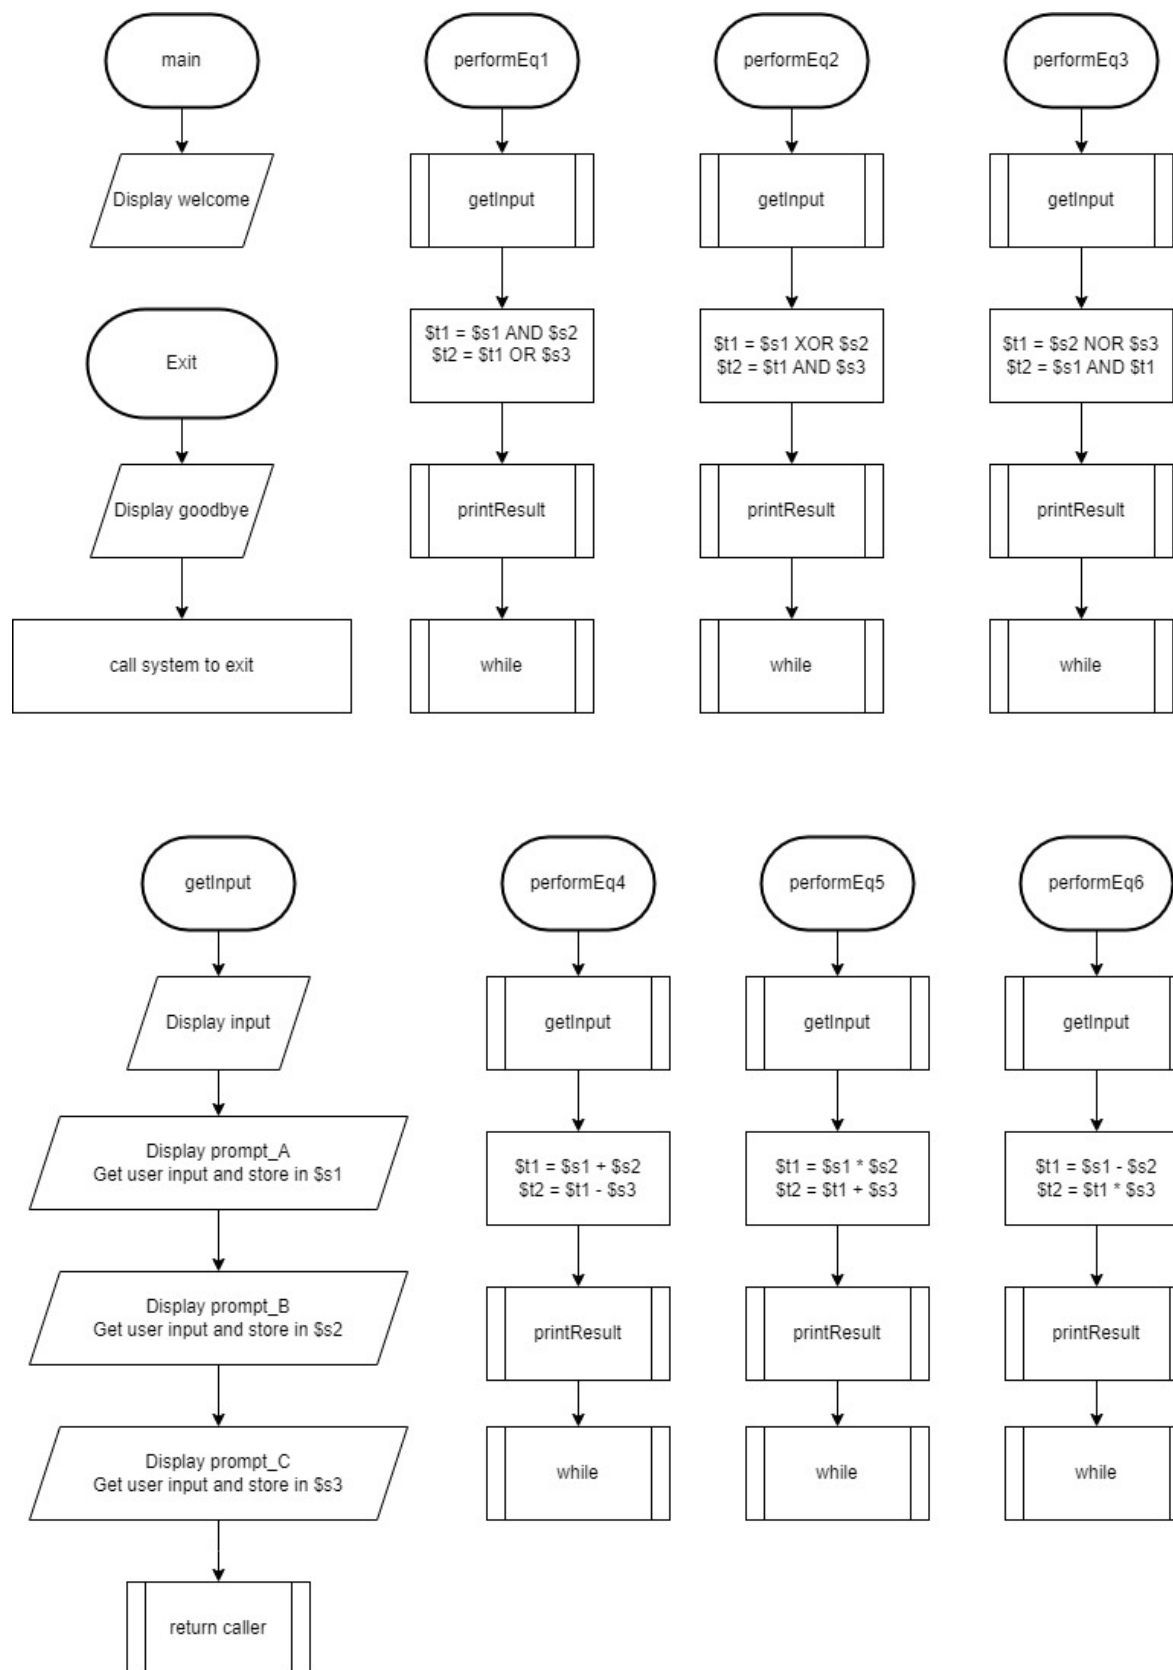 main
performEq1
performEq2
performEq3
Display welcome
getInput
getInput
getInput
Exit
$t1 = $s1 AND $s2
$t2 = $t1 OR $s3
$t1 = $s1 XOR $s2
$t2 = $t1 AND $s3
$t1 = $s2 NOR $s3
$t2 = $s1 AND $t1
Display goodbye
printResult
printResult
printResult
call system to exit
while
while
while
getInput
performEq4
performEq5
performEq6
Display input
getInput
getInput
getInput
Display prompt_A
Get user input and store in $s1
$t1 = $s1 + $s2
$t2 = $t1 - $s3
$t1 = $s1 * $s2
$t2 = $t1 + $s3
$t1 = $s1 - $s2
$t2 = $t1 * $s3
Display prompt_B
Get user input and store in $s2
printResult
printResult
printResult
Display prompt_C
Get user input and store in $s3
while
while
while
return caller